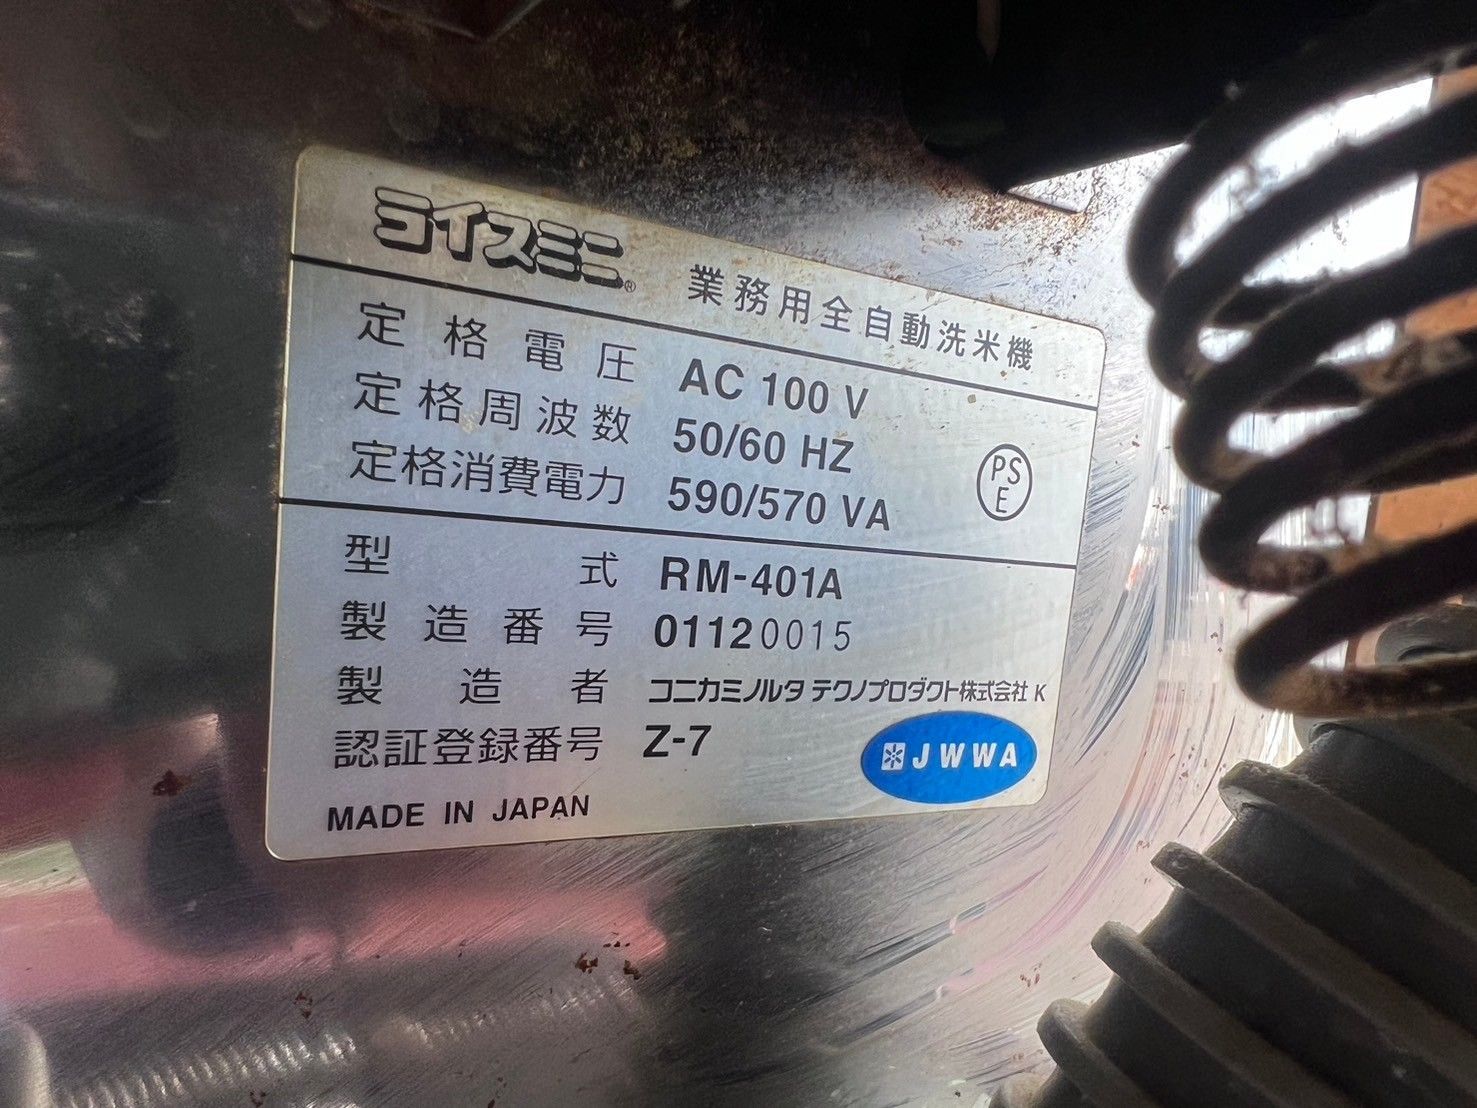 ライスミニ® 業務用全自動洗米機
定格電圧 AC 100 V
定格周波数 50/60 HZ
定格消費電力 590/570 VA
PS
E
型式 RM-401A
製造番号 01120015
製造者 コニカミノルタ テクノプロダクト株式会社 K
認証登録番号 Z-7
JWWA
MADE IN JAPAN